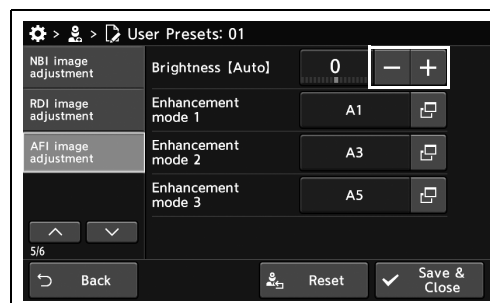 > > User Presets: 01
NBI image
adjustment
Brightness [Auto]
0
− +
RDI image
adjustment
Enhancement
mode 1
A1
AFI image
adjustment
Enhancement
mode 2
A3
Enhancement
mode 3
A5
5/6
Back
Reset
Save &
Close